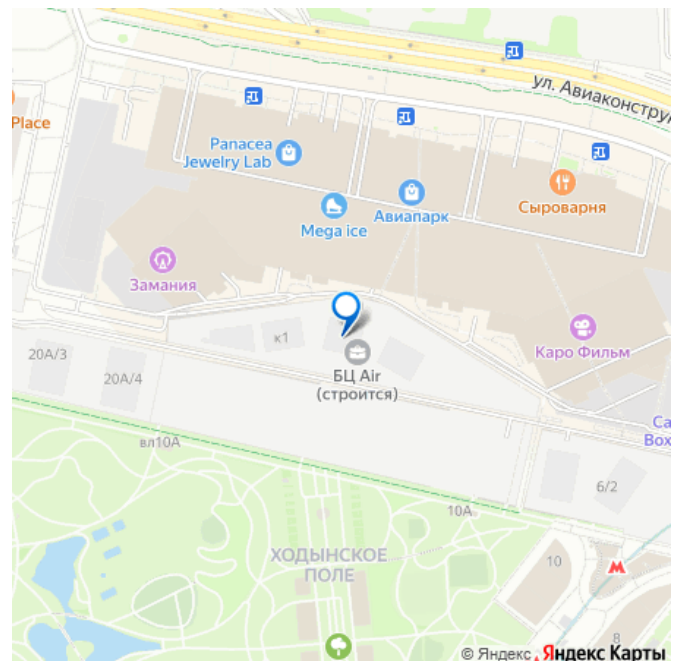 ул. Авиаконструк
Place
Panacea
Jewelry Lab
Авиапарк
Сыроварня
Mega ice
Замания
Каро Фильм
к1
20А/3
20А/4
БЦ Air
(строится)
Ca
Box
вл10А
6/2
10А
ХОДЫНСКОЕ
ПОЛЕ
10
М
8
© Яндекс Яндекс Карты